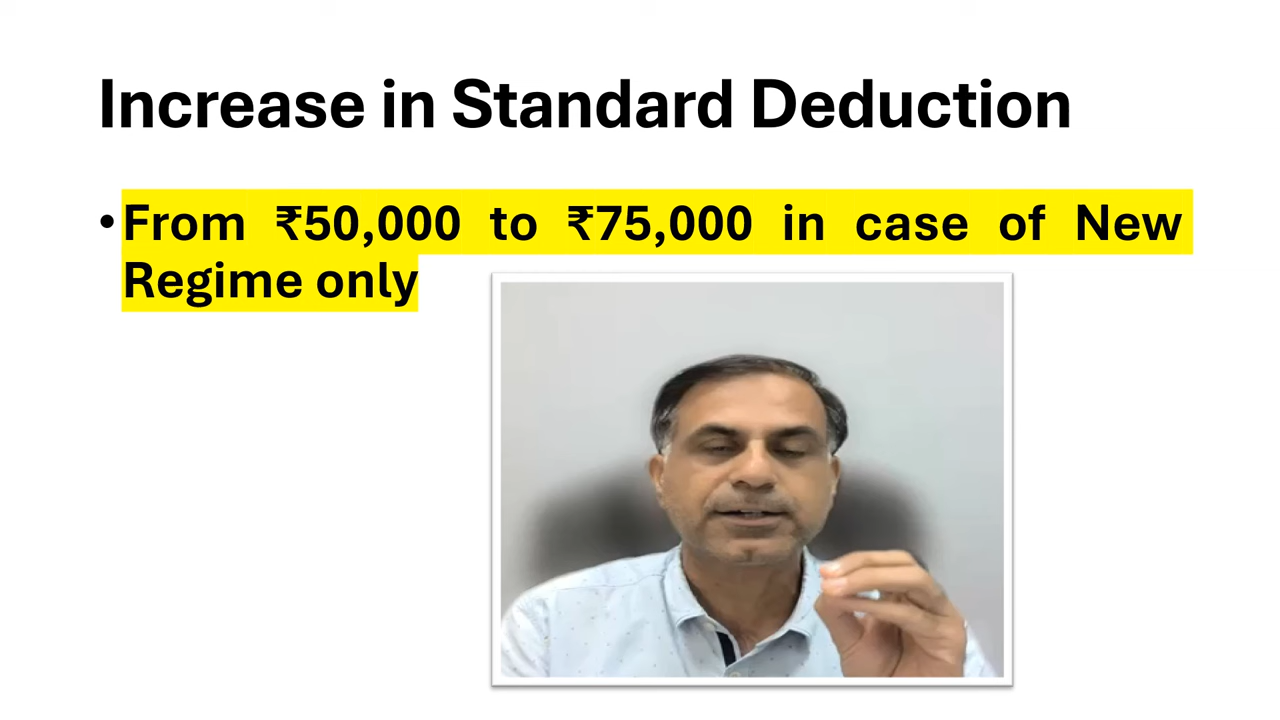 Increase in Standard Deduction
• From ₹50,000 to ₹75,000 in case of New
Regime only